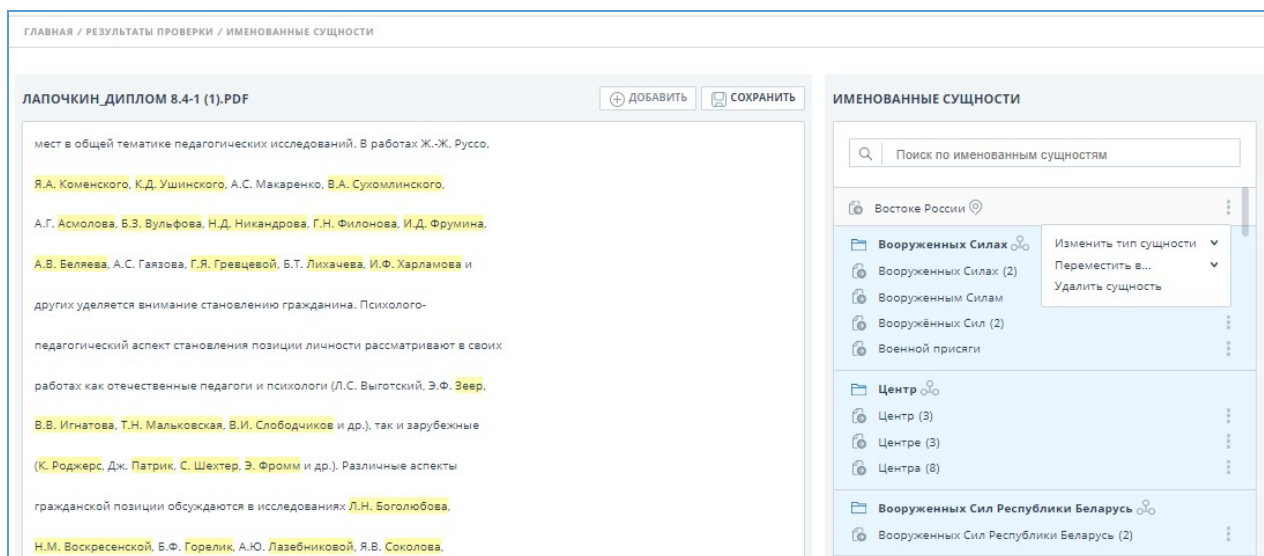 ГЛАВНАЯ / РЕЗУЛЬТАТЫ ПРОВЕРКИ / ИМЕНОВАННЫЕ СУЩНОСТИ
ЛАПОЧКИН_ДИПЛОМ 8.4-1 (1).PDF
ДОБАВИТЬ
СОХРАНИТЬ
мест в общей тематике педагогических исследований. В работах Ж.-Ж. Руссо,
Я.А. Коменского, К.Д. Ушинского, А.С. Макаренко, В.А. Сухомлинского,
А.Г. Асмолова, Б.З. Вульфова, Н.Д. Никандрова, Г.Н. Филонова, И.Д. Фрумина,
А.В. Беляева, А.С. Гаязова, Г.Я. Гревцевой, Б.Т. Лихачева, И.Ф. Харламова и
других уделяется внимание становлению гражданина. Психолого-
педагогический аспект становления позиции личности рассматривают в своих
работах как отечественные педагоги и психологи (Л.С. Выготский, Э.Ф. Зеер,
В.В. Игнатова, Т.Н. Мальковская, В.И. Слободчиков и др.), так и зарубежные
(К. Роджерс, Дж. Патрик, С. Шехтер, Э. Фромм и др.). Различные аспекты
гражданской позиции обсуждаются в исследованиях Л.Н. Боголюбова,
Н.М. Воскресенской, Б.Ф. Горелик, А.Ю. Лазебниковой, Я.В. Соколова,
ИМЕНОВАННЫЕ СУЩНОСТИ
Поиск по именованным сущностям
Востоке России
Вооруженных Силах
Вооруженных Силах (2)
Вооруженным Силам
Вооружённых Сил (2)
Военной присяги
Изменить тип сущности
Переместить в...
Удалить сущность
Центр
Центр (3)
Центре (3)
Центра (8)
Вооруженных Сил Республики Беларусь
Вооруженных Сил Республики Беларусь (2)